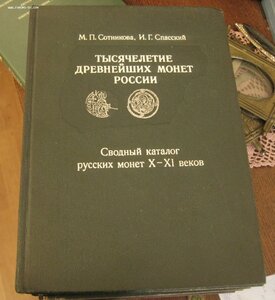 М. П. Сотникова, И. Г. Спасский
ТЫСЯЧЕЛЕТИЕ
ДРЕВНЕЙШИХ МОНЕТ
РОССИИ
Сводный каталог
русских монет X–XI веков